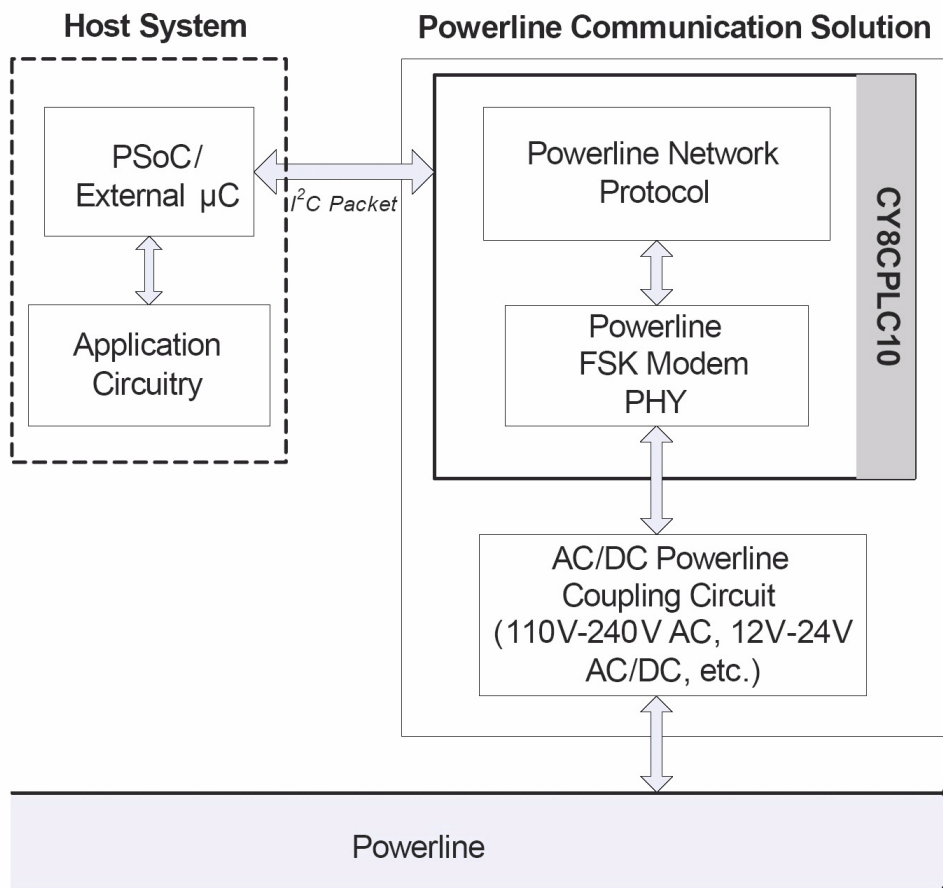 Host System
PSoC/
External µC
Application
Circuitry
I²C Packet
Powerline Communication Solution
Powerline Network
Protocol
Powerline
FSK Modem
PHY
CY8CPLC10
AC/DC Powerline
Coupling Circuit
(110V-240V AC, 12V-24V
AC/DC, etc.)
Powerline